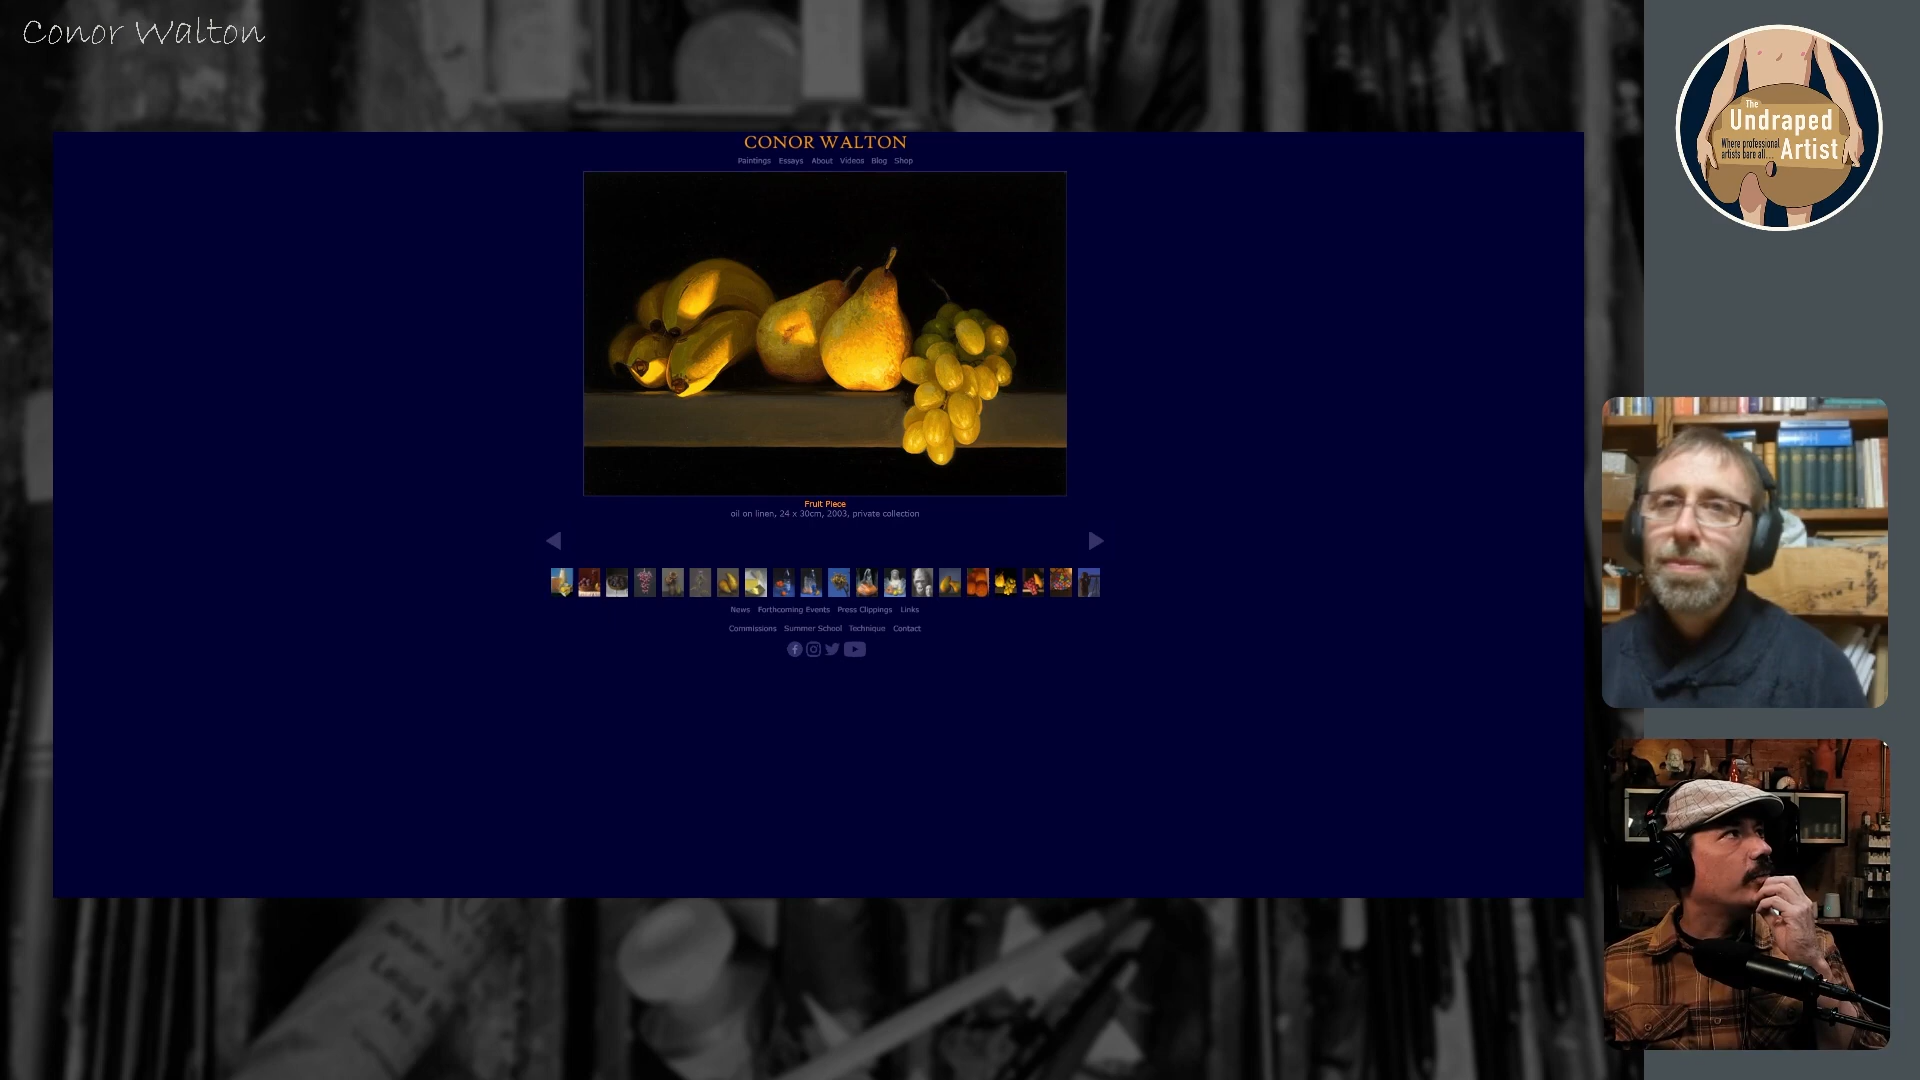 Conor Walton
The
Undraped
Where professional
artists bare all...
Artist
CONOR WALTON
Paintings Essays About Videos Blog Shop
Fruit Piece
oil on linen, 24 x 30cm, 2003, private collection
News Forthcoming Events Press Clippings Links
Commissions Summer School Technique Contact